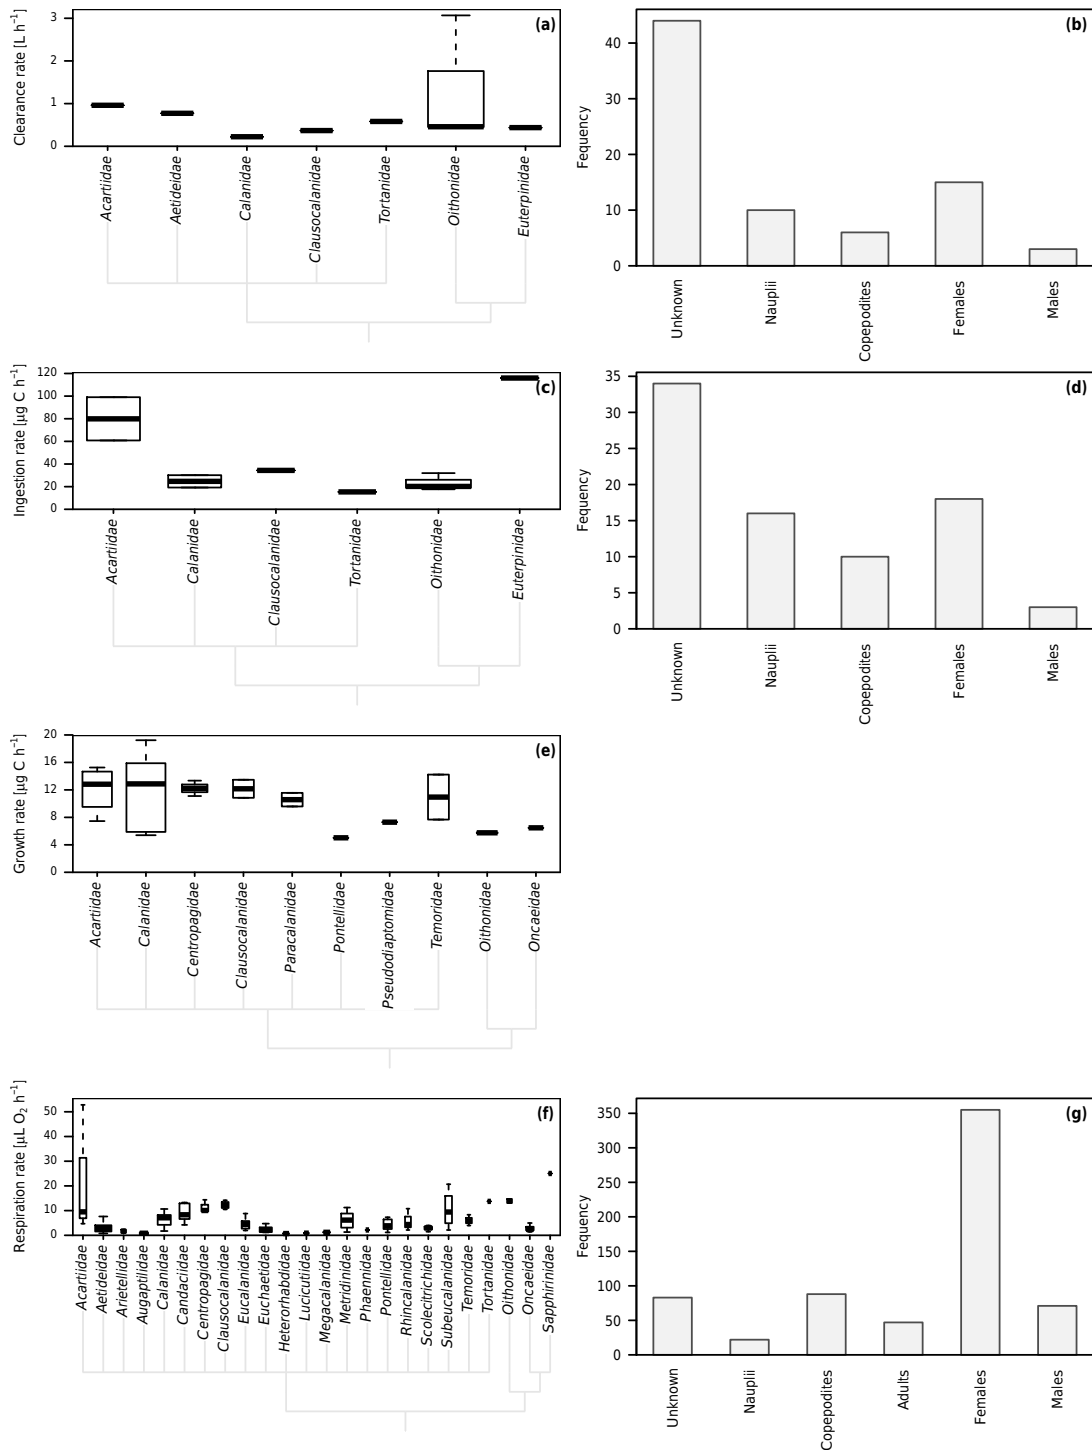 Clearance rate [L h⁻¹]
3
2
1
0
(a)
Acartiidae
Aetideidae
Calanidae
Clausocalanidae
Tortanidae
Oithonidae
Euterpinidae
Fequency
40
30
20
10
0
(b)
Unknown
Nauplii
Copepodites
Females
Males
Ingestion rate [µg C h⁻¹]
120
100
80
60
40
20
0
(c)
Acartiidae
Calanidae
Clausocalanidae
Tortanidae
Oithonidae
Euterpinidae
Fequency
35
30
25
20
15
10
5
0
(d)
Unknown
Nauplii
Copepodites
Females
Males
Growth rate [µg C h⁻¹]
20
16
12
8
4
0
(e)
Acartiidae
Calanidae
Centropagidae
Clausocalanidae
Paracalanidae
Pontellidae
Pseudodiaptomidae
Temoridae
Oithonidae
Oncaeidae
Respiration rate [µL O₂ h⁻¹]
50
40
30
20
10
0
(f)
Acartiidae
Aetideidae
Arietellidae
Augaptilidae
Calanidae
Candaciidae
Centropagidae
Clausocalanidae
Eucalanidae
Euchaetidae
Heterorhabdidae
Lucicutiidae
Megacalanidae
Metridinidae
Phaennidae
Pontellidae
Rhincalanidae
Scolecitrichidae
Subeucalanidae
Temoridae
Tortanidae
Oithonidae
Oncaeidae
Sapphirinidae
Fequency
350
300
250
200
150
100
50
0
(g)
Unknown
Nauplii
Copepodites
Adults
Females
Males